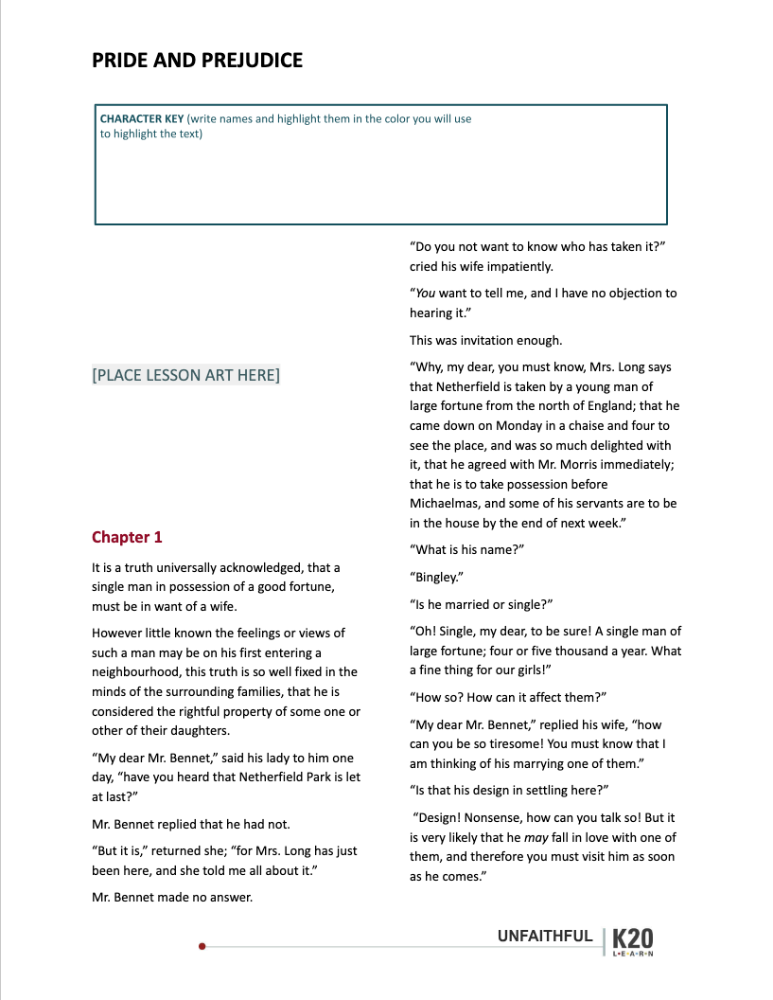 PRIDE AND PREJUDICE
CHARACTER KEY (write names and highlight them in the color you will use
to highlight the text)
[PLACE LESSON ART HERE]
Chapter 1
It is a truth universally acknowledged, that a
single man in possession of a good fortune,
must be in want of a wife.
However little known the feelings or views of
such a man may be on his first entering a
neighbourhood, this truth is so well fixed in the
minds of the surrounding families, that he is
considered the rightful property of some one or
other of their daughters.
“My dear Mr. Bennet,” said his lady to him one
day, “have you heard that Netherfield Park is let
at last?”
Mr. Bennet replied that he had not.
“But it is,” returned she; “for Mrs. Long has just
been here, and she told me all about it.”
Mr. Bennet made no answer.
“Do you not want to know who has taken it?”
cried his wife impatiently.
“You want to tell me, and I have no objection to
hearing it.”
This was invitation enough.
“Why, my dear, you must know, Mrs. Long says
that Netherfield is taken by a young man of
large fortune from the north of England; that he
came down on Monday in a chaise and four to
see the place, and was so much delighted with
it, that he agreed with Mr. Morris immediately;
that he is to take possession before
Michaelmas, and some of his servants are to be
in the house by the end of next week.”
“What is his name?”
“Bingley.”
“Is he married or single?”
“Oh! Single, my dear, to be sure! A single man of
large fortune; four or five thousand a year. What
a fine thing for our girls!”
“How so? How can it affect them?”
“My dear Mr. Bennet,” replied his wife, “how
can you be so tiresome! You must know that I
am thinking of his marrying one of them.”
“Is that his design in settling here?”
“Design! Nonsense, how can you talk so! But it
is very likely that he may fall in love with one of
them, and therefore you must visit him as soon
as he comes.”
UNFAITHFUL
K20
L•E•A•R•N